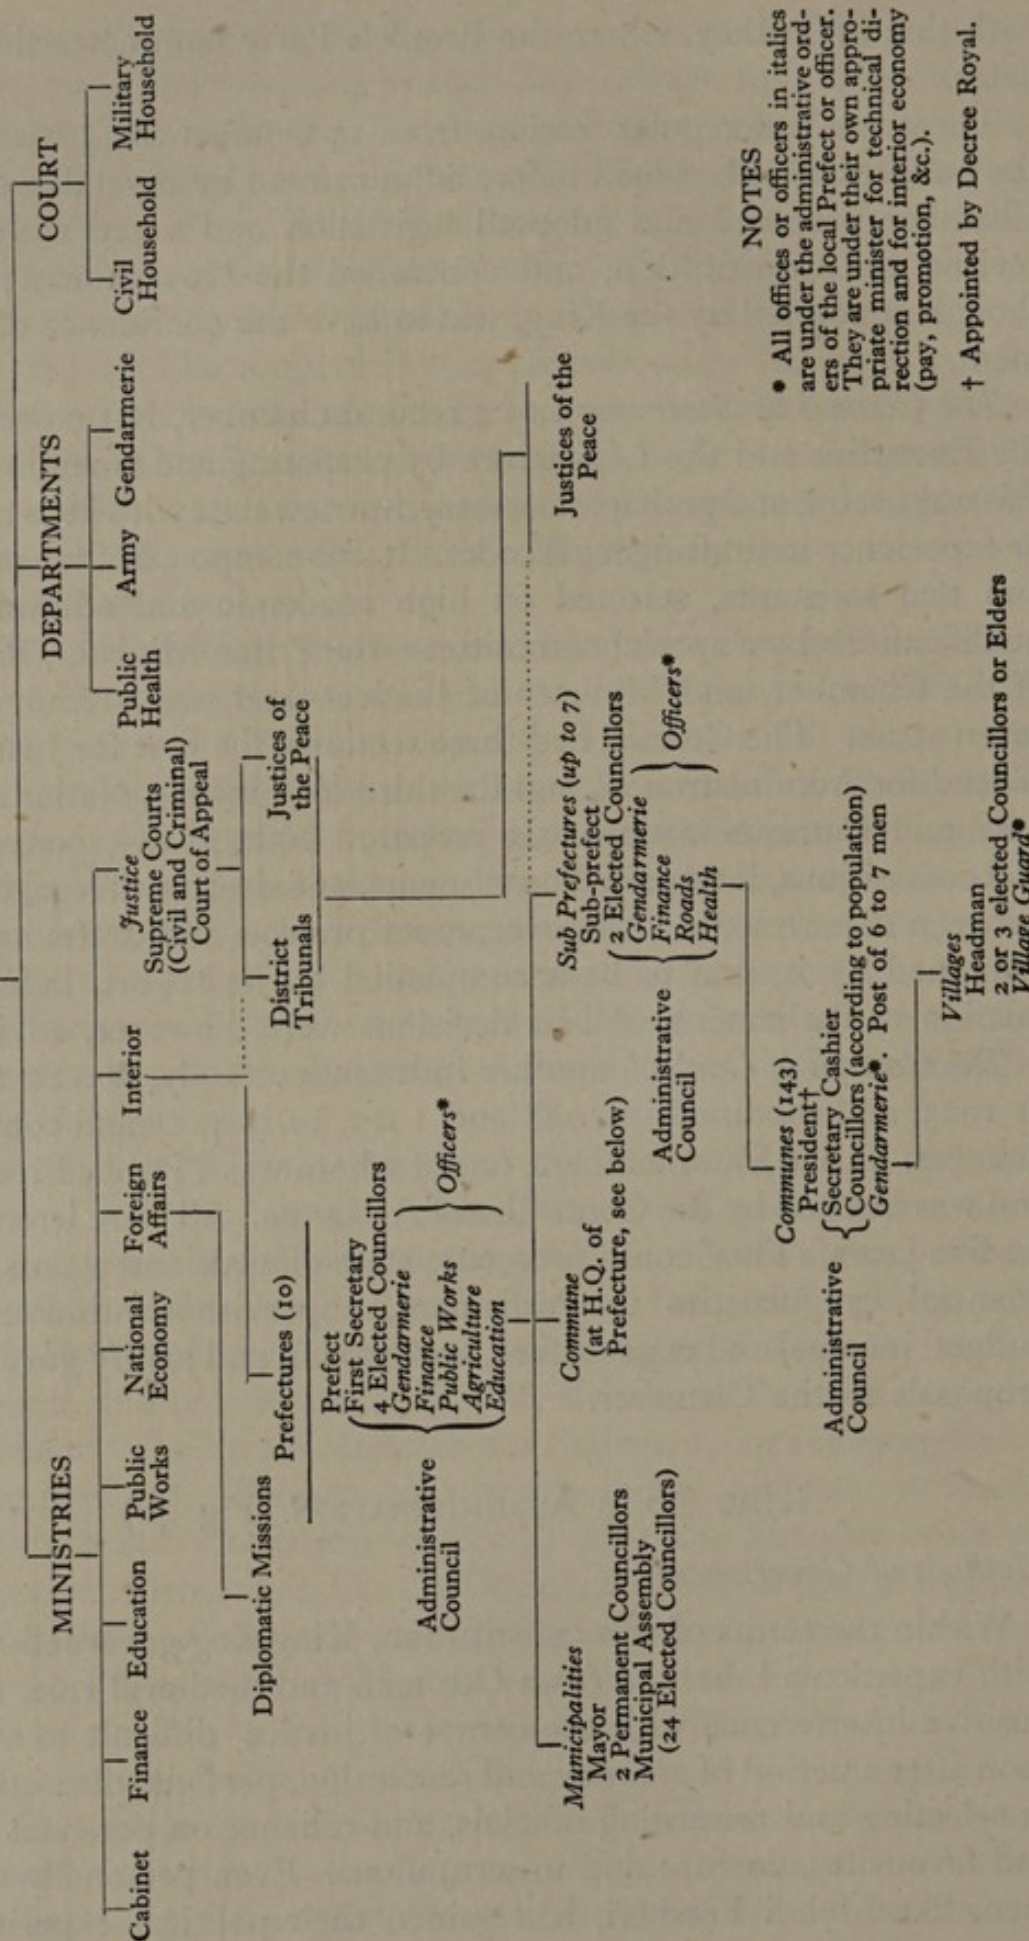 MINISTRIES
DEPARTMENTS
COURT
Cabinet
Finance
Education
Public
Works
National
Economy
Foreign
Affairs
Interior
Justice
Supreme Courts
(Civil and Criminal)
Court of Appeal
Public
Health
Army
Gendarmerie
Civil
Household
Military
Household
Diplomatic Missions
Prefectures (10)
District
Tribunals
Justices of
the Peace
Administrative
Council
Prefect
First Secretary
4 Elected Councillors
Gendarmerie
Finance
Public Works
Agriculture
Education
Officers*
Justices of the
Peace
Municipalities
Mayor
2 Permanent Councillors
Municipal Assembly
(24 Elected Councillors)
Commune
(at H.Q. of
Prefecture, see below)
Administrative
Council
Sub Prefectures (up to 7)
Sub-prefect
2 Elected Councillors
Gendarmerie
Finance
Roads
Health
Officers*
Administrative
Council
Communes (143)
President†
Secretary Cashier
Councillors (according to population)
Gendarmerie*. Post of 6 to 7 men
Villages
Headman
2 or 3 elected Councillors or Elders
Village Guard*
NOTES
* All offices or officers in italics
are under the administrative ord-
ers of the local Prefect or officer.
They are under their own appro-
priate minister for technical di-
rection and for interior economy
(pay, promotion, &c.).
† Appointed by Decree Royal.